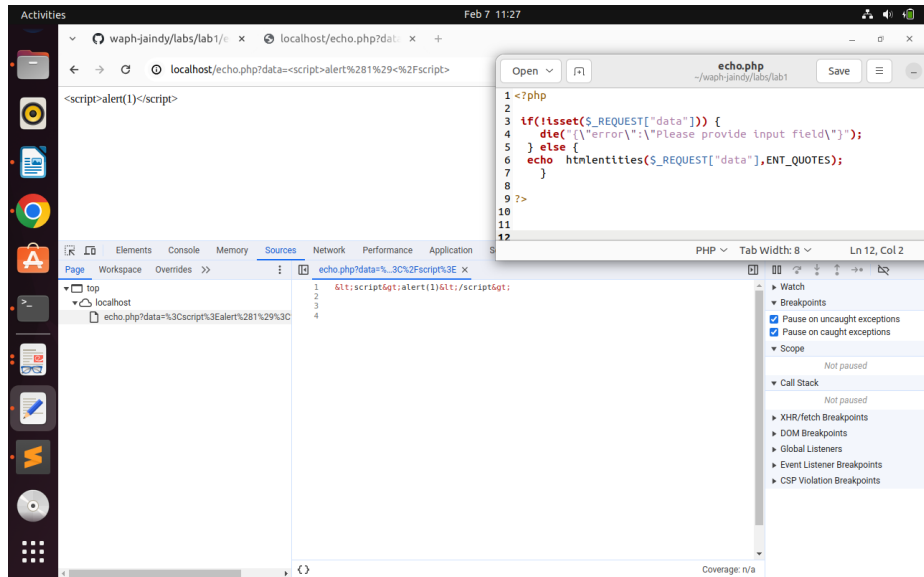 Activities
Feb 7 11:27
waph-jaindy/labs/lab1/e
localhost/echo.php?data
localhost/echo.php?data=<script>alert%281%29<%2Fscript>
<script>alert(1)</script>
Open
echo.php
~/waph-jaindy/labs/lab1
Save
1 <?php
2
3 if(!isset($_REQUEST["data"])) {
4 die("{\"error\":\"Please provide input field\"}");
5 } else {
6 echo htmlentities($_REQUEST["data"],ENT_QUOTES);
7 }
8
9 ?>
10
11
12
PHP Tab Width: 8 Ln 12, Col 2
Elements Console Memory Sources Network Performance Application
Page Workspace Overrides
echo.php?data=%…3C%2Fscript%3E
top
localhost
echo.php?data=%3Cscript%3Ealert%281%29%3C
1 &lt;script&gt;alert(1)&lt;/script&gt;
2
3
4
Watch
Breakpoints
Pause on uncaught exceptions
Pause on caught exceptions
Scope
Not paused
Call Stack
Not paused
XHR/fetch Breakpoints
DOM Breakpoints
Global Listeners
Event Listener Breakpoints
CSP Violation Breakpoints
{}
Coverage: n/a